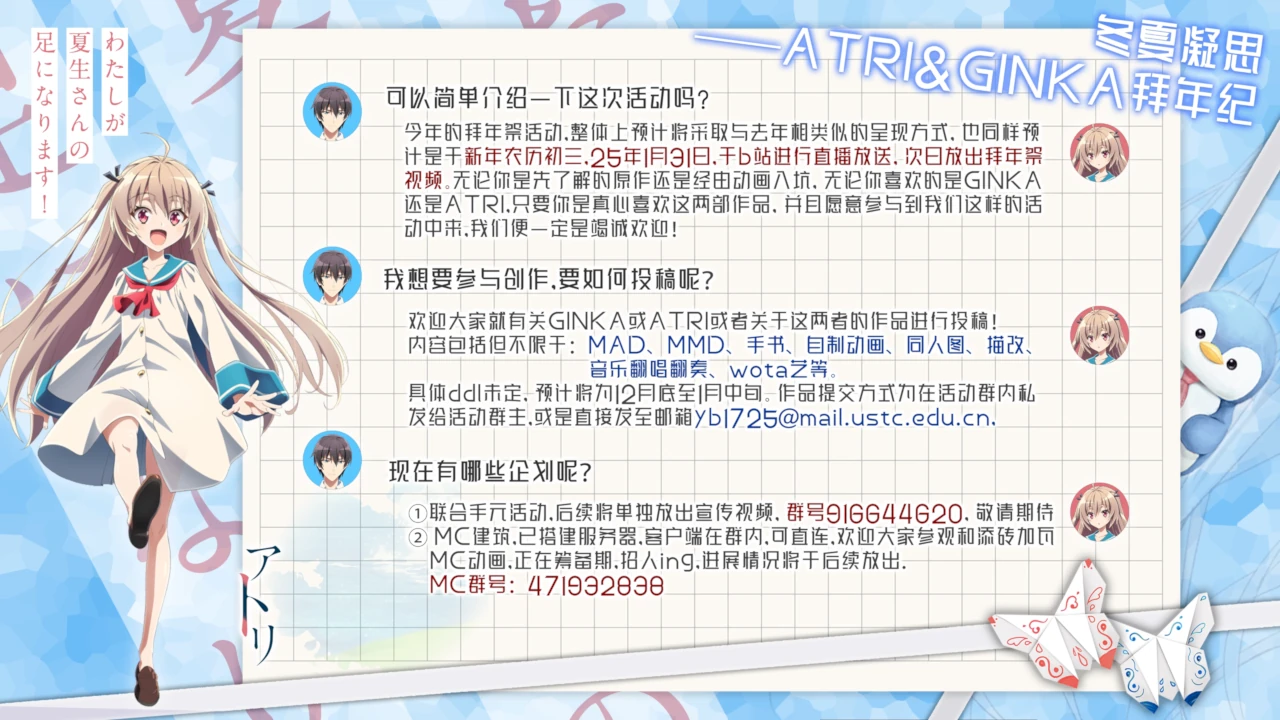 わたしが
夏生さんの
足になります！
冬夏凝思
——ATRI&GINKA拜年纪
可以简单介绍一下这次活动吗？
今年的拜年祭活动,整体上预计将采取与去年相类似的呈现方式, 也同样预
计是于新年农历初三,25年1月31日,于b站进行直播放送, 次日放出拜年祭
视频。无论你是先了解的原作还是经由动画入坑, 无论你喜欢的是GINKA
还是ATRI,只要你是真心喜欢这两部作品, 并且愿意参与到我们这样的活
动中来,我们便一定是竭诚欢迎!
我想要参与创作,要如何投稿呢?
欢迎大家就有关GINKA或ATRI或者关于这两者的作品进行投稿!
内容包括但不限于: MAD、MMD、手书、自制动画、同人图、描改、
音乐翻唱翻奏、wota艺等。
具体ddl未定, 预计将为12月底至1月中旬。作品提交方式为在活动群内私
发给活动群主,或是直接发至邮箱yb1725@mail.ustc.edu.cn.
现在有哪些企划呢?
①联合手元活动,后续将单独放出宣传视频, 群号916644620, 敬请期待
② MC建筑,已搭建服务器,客户端在群内,可直连,欢迎大家参观和添砖加瓦
MC动画,正在筹备期,招人ing,进展情况将于后续放出.
MC群号: 471932838
アトリ